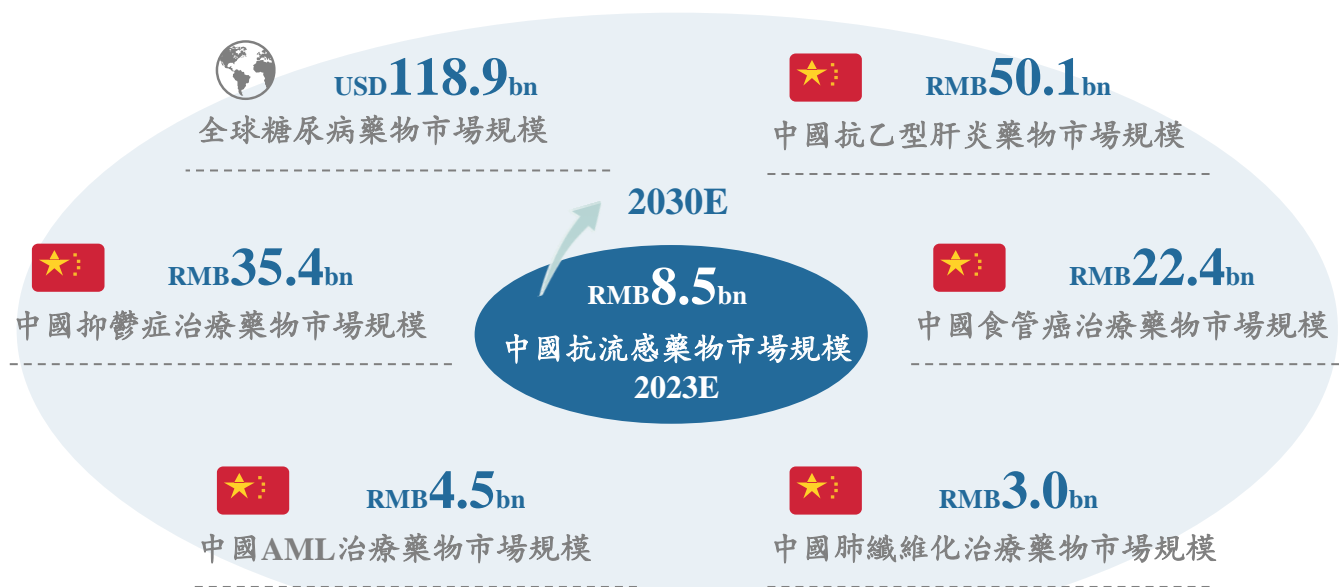 USD118.9bn
全球糖尿病藥物市場規模
RMB50.1bn
中國抗乙型肝炎藥物市場規模
2030E
RMB35.4bn
中國抑鬱症治療藥物市場規模
RMB8.5bn
中國抗流感藥物市場規模
2023E
RMB22.4bn
中國食管癌治療藥物市場規模
RMB4.5bn
中國AML治療藥物市場規模
RMB3.0bn
中國肺纖維化治療藥物市場規模